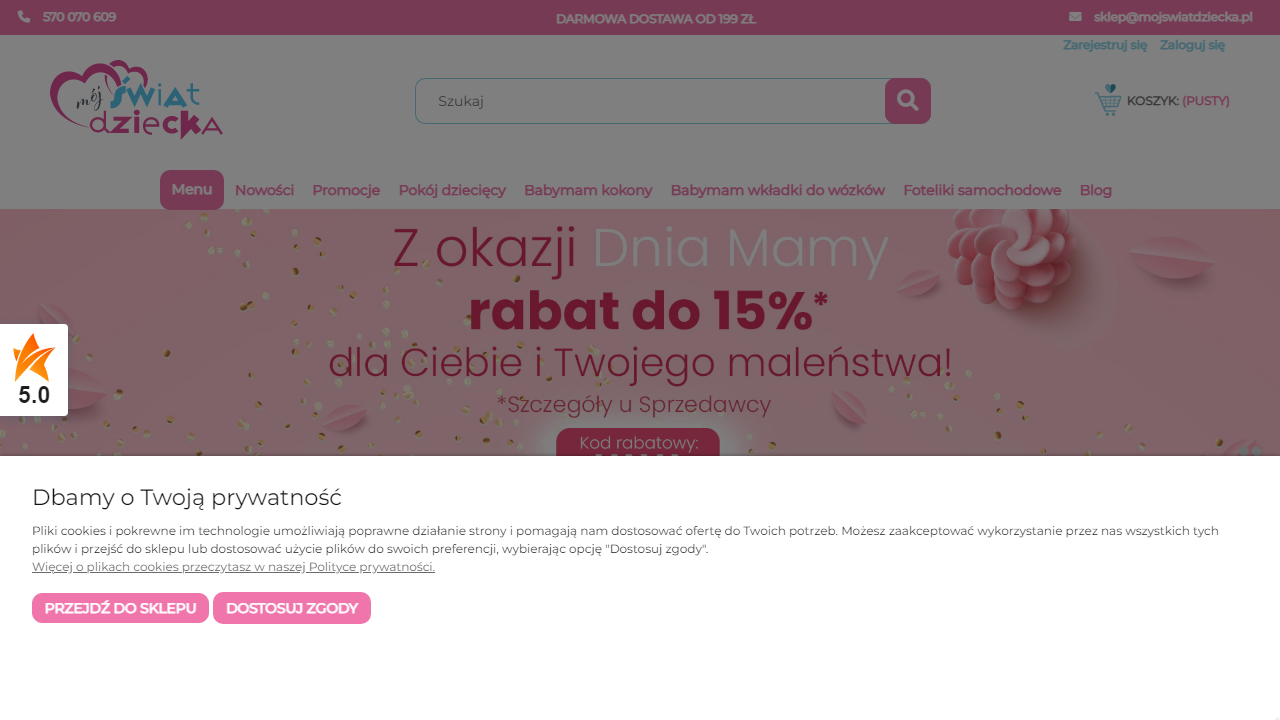 570 070 609
DARMOWA DOSTAWA OD 199 ZŁ
sklep@mojswiatdziecka.pl
Zarejestruj się Zaloguj się
mój świat
dziecka
Szukaj
KOSZYK: (PUSTY)
Menu Nowości Promocje Pokój dziecięcy Babymam kokony Babymam wkładki do wózków Foteliki samochodowe Blog
Z okazji Dnia Mamy
rabat do 15%*
dla Ciebie i Twojego maleństwa!
*Szczegóły u Sprzedawcy
Kod rabatowy:
5.0
Dbamy o Twoją prywatność
Pliki cookies i pokrewne im technologie umożliwiają poprawne działanie strony i pomagają nam dostosować ofertę do Twoich potrzeb. Możesz zaakceptować wykorzystanie przez nas wszystkich tych
plików i przejść do sklepu lub dostosować użycie plików do swoich preferencji, wybierając opcję "Dostosuj zgody".
Więcej o plikach cookies przeczytasz w naszej Polityce prywatności.
PRZEJDŹ DO SKLEPU DOSTOSUJ ZGODY